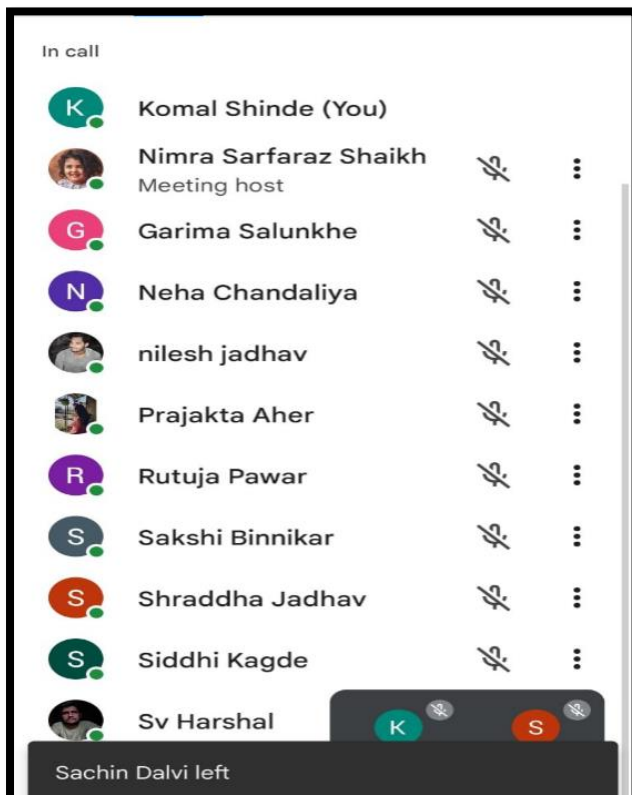 In call
K Komal Shinde (You)
Nimra Sarfaraz Shaikh
Meeting host
G Garima Salunkhe
N Neha Chandaliya
nilesh jadhav
Prajakta Aher
R Rutuja Pawar
S Sakshi Binnikar
S Shraddha Jadhav
S Siddhi Kagde
Sv Harshal K S
Sachin Dalvi left